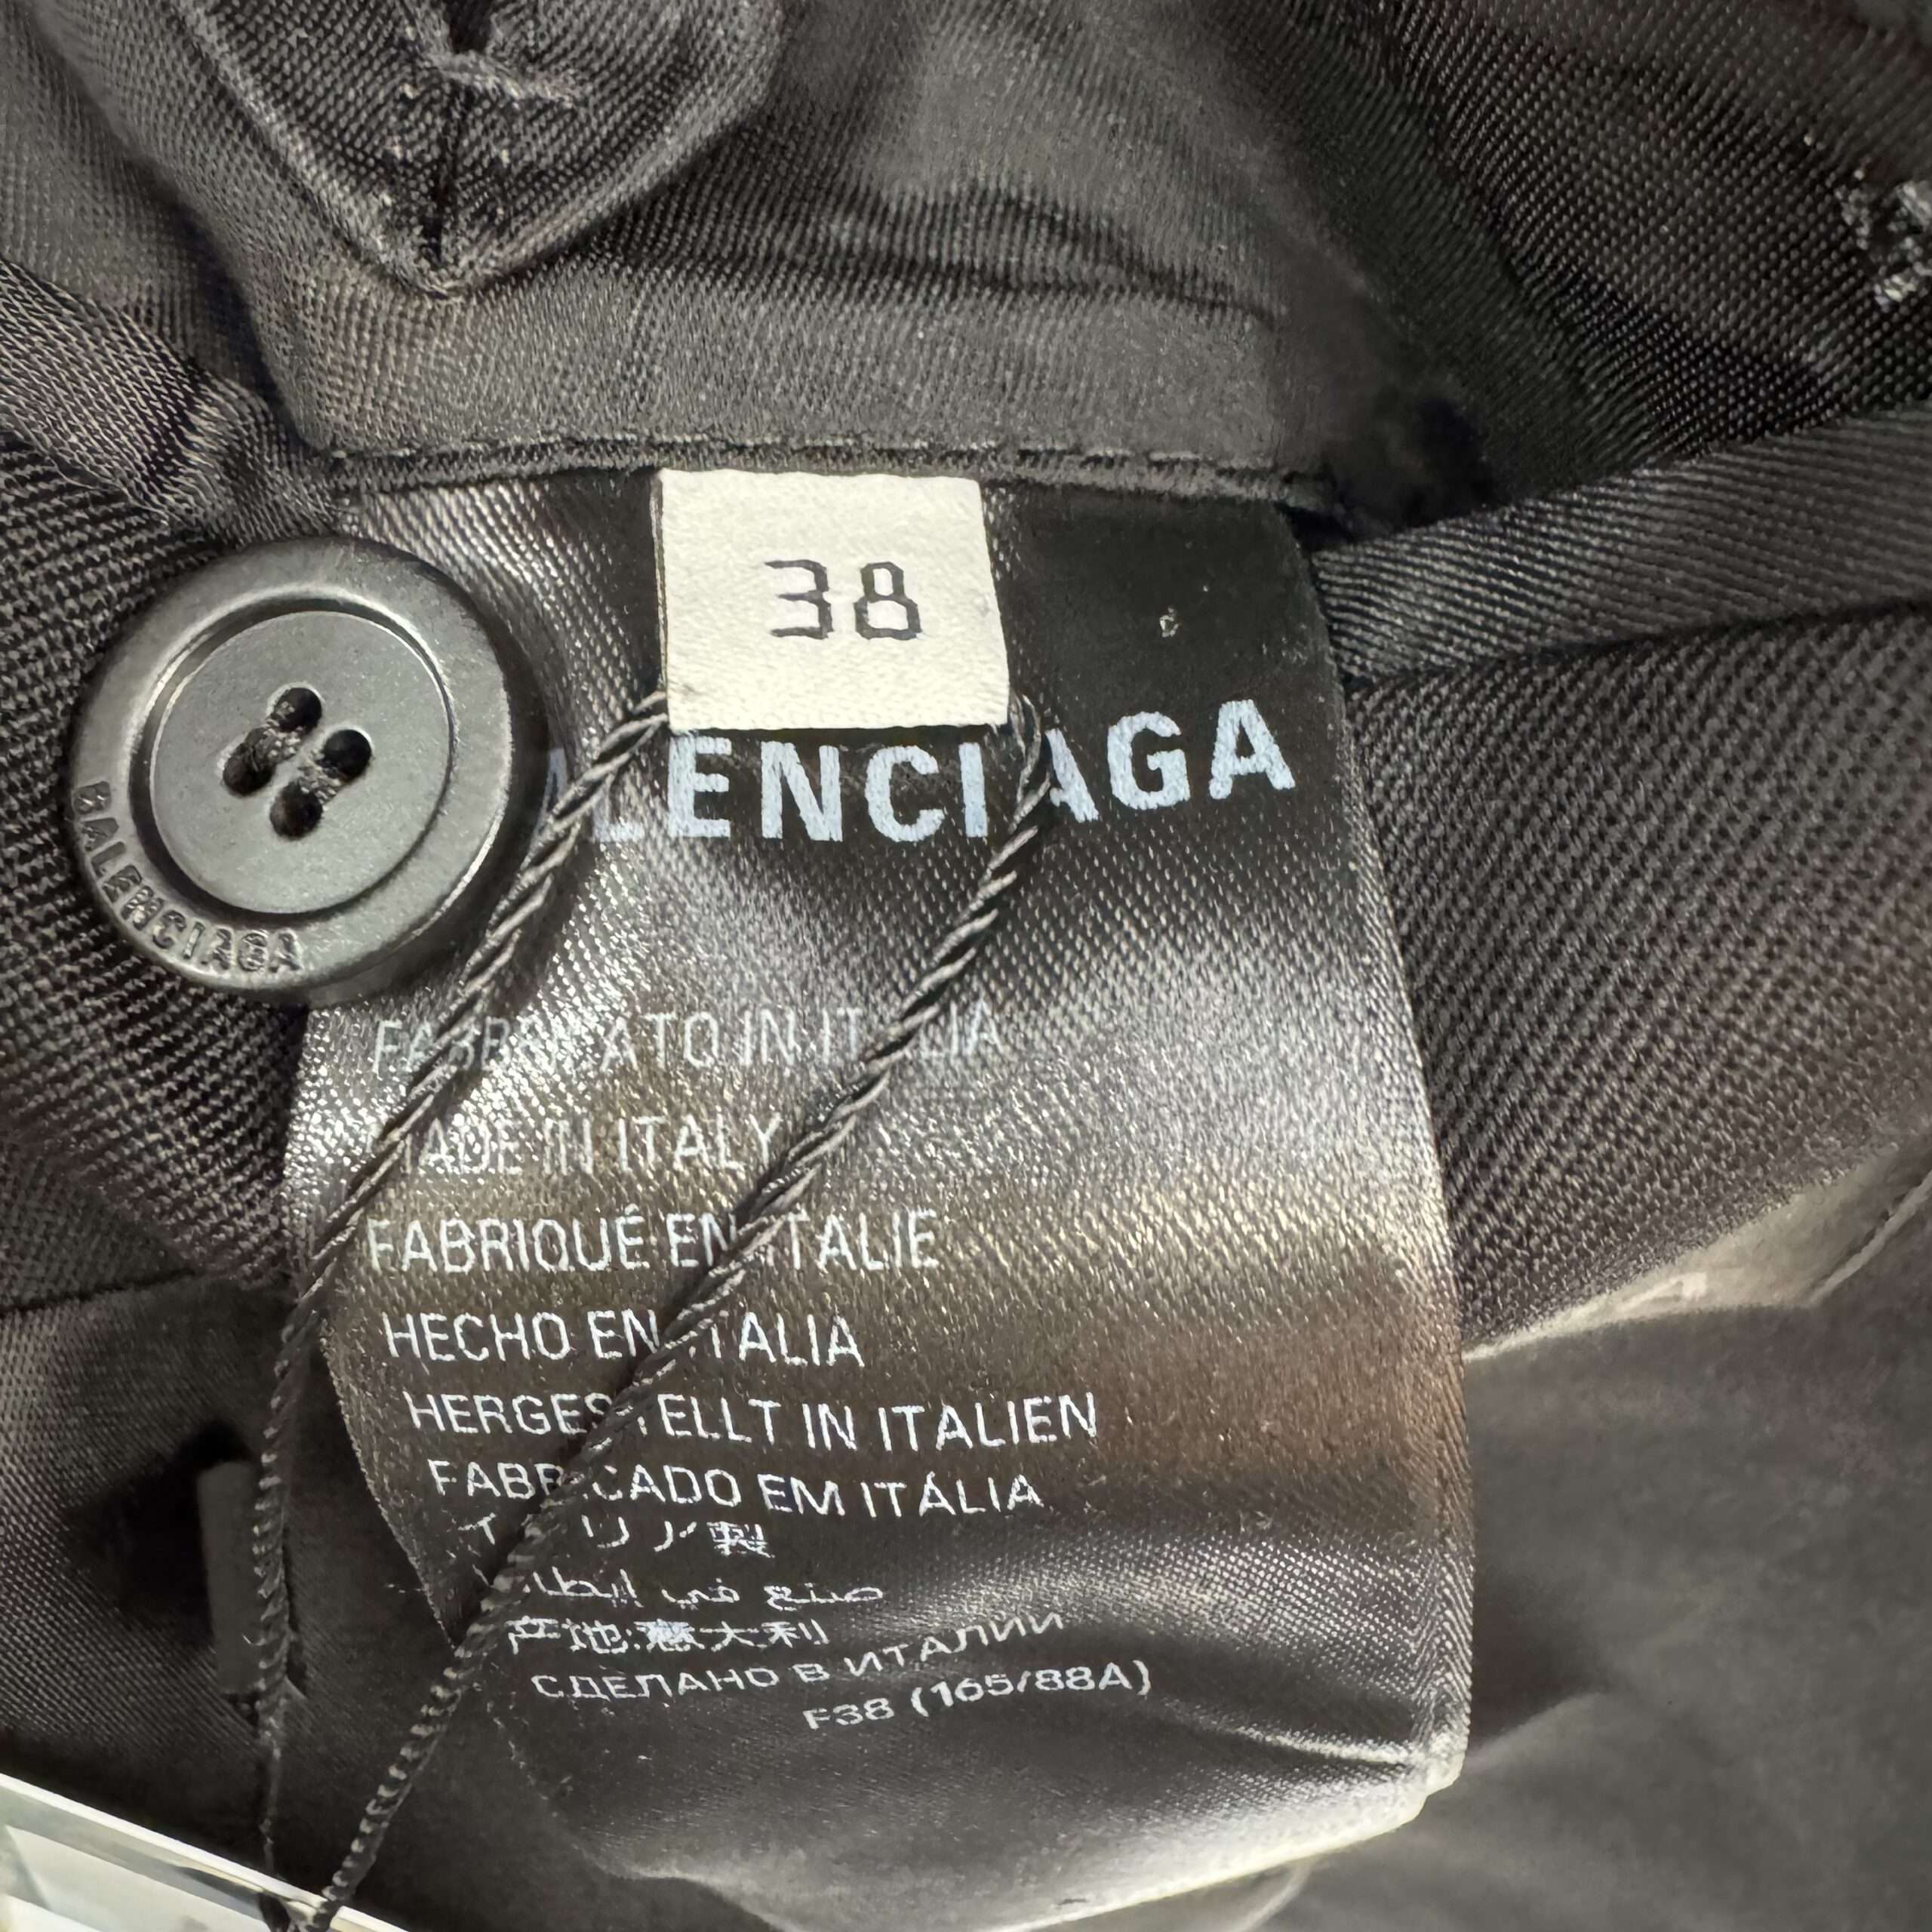 38
BALENCIAGA
BALENCIAGA
FABBRICATO IN ITALIA
MADE IN ITALY
FABRIQUÉ EN ITALIE
HECHO EN ITALIA
HERGESTELLT IN ITALIEN
FABRICADO EM ITÁLIA
イタリア製
صنع في إيطاليا
产地:意大利
СДЕЛАНО В ИТАЛИИ
F38 (165/88A)